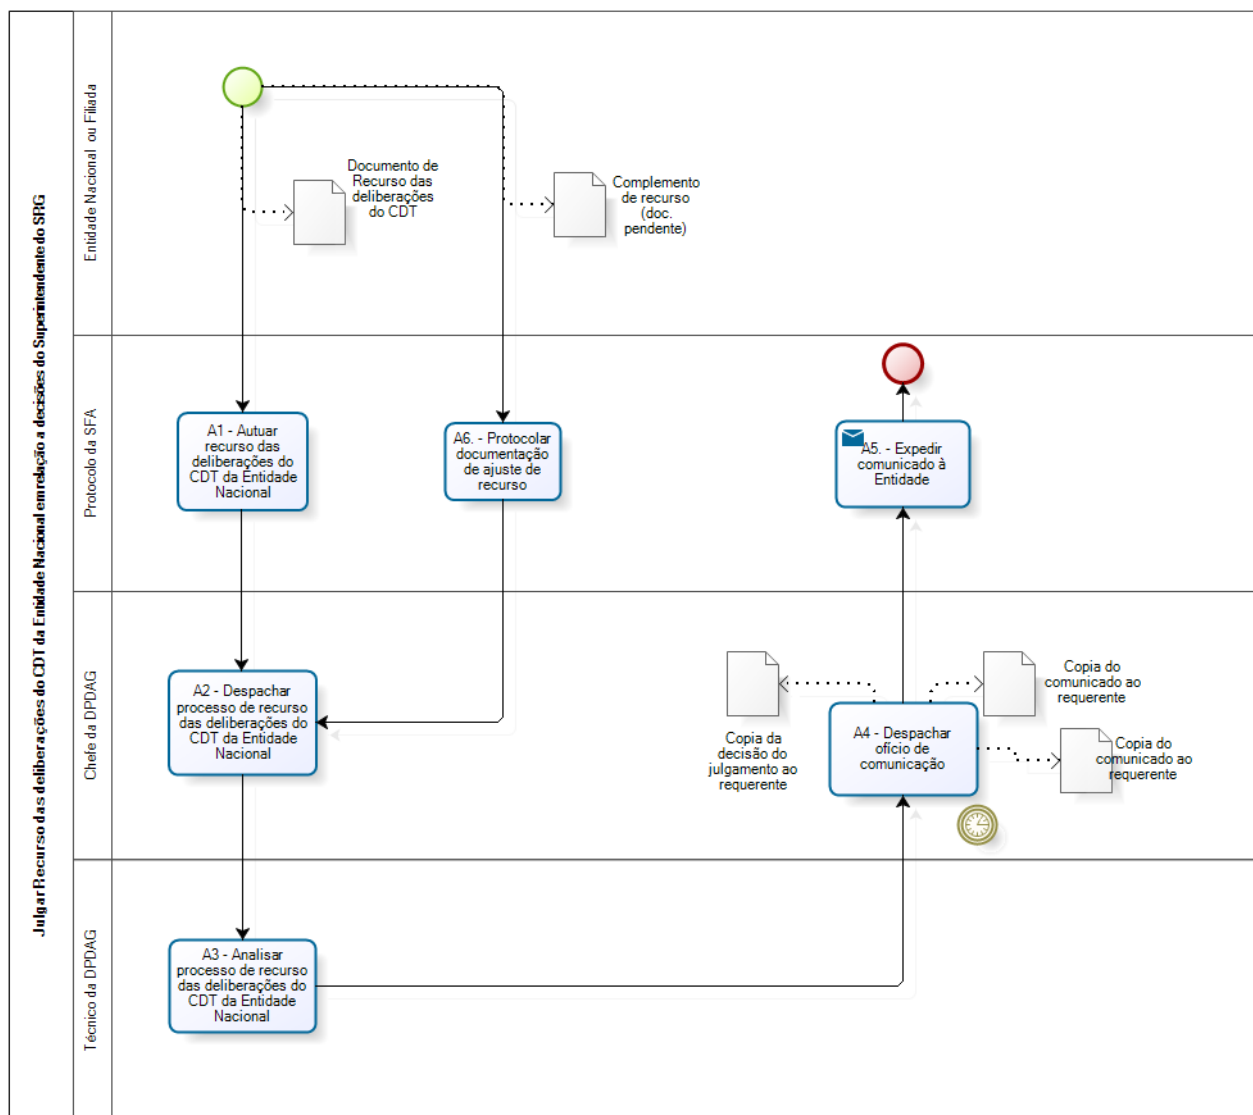 Julgar Recurso das deliberações do CDT da Entidade Nacional em relação a decisões do Superintendente do SRG
Entidade Nacional ou Filiada
Documento de
Recurso das
deliberações
do CDT
Complemento
de recurso
(doc.
pendente)
Protocolo da SFA
A1 - Autuar
recurso das
deliberações do
CDT da Entidade
Nacional
A6. - Protocolar
documentação
de ajuste de
recurso
A5. - Expedir
comunicado à
Entidade
Chefe da DPDAG
A2 - Despachar
processo de recurso
das deliberações do
CDT da Entidade
Nacional
Copia da
decisão do
julgamento ao
requerente
A4 - Despachar
ofício de
comunicação
Copia do
comunicado ao
requerente
Copia do
comunicado ao
requerente
Técnico da DPDAG
A3 - Analisar
processo de recurso
das deliberações do
CDT da Entidade
Nacional